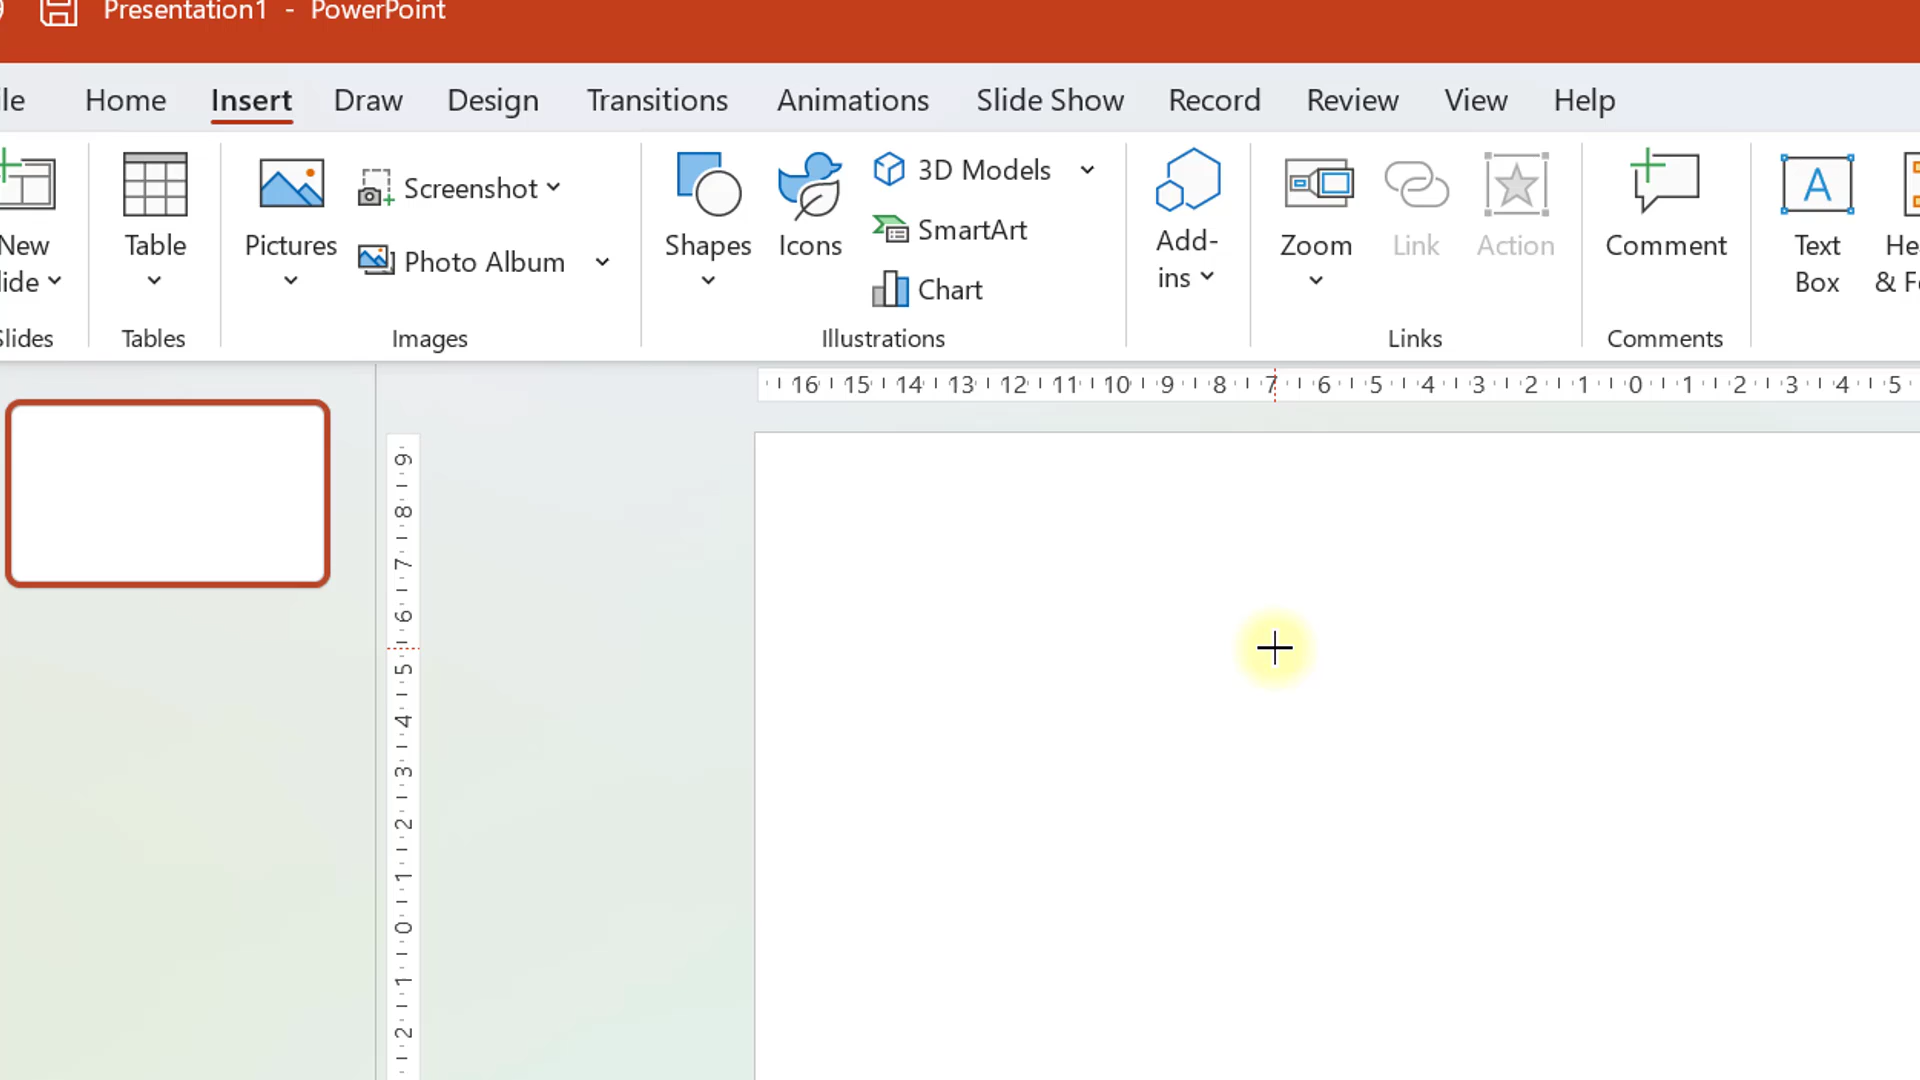 Presentation1 - PowerPoint
le Home Insert Draw Design Transitions Animations Slide Show Record Review View Help
New
lide
Slides
Table
Tables
Pictures
Screenshot
Photo Album
Images
Shapes
Icons
3D Models
SmartArt
Chart
Illustrations
Add-
ins
Zoom
Link
Action
Links
Comment
Comments
Text
Box
He
& F
16 15 14 13 12 11 10 9 8 7 6 5 4 3 2 1 0 1 2 3 4 5
9
8
7
6
5
4
3
2
1
0
1
2